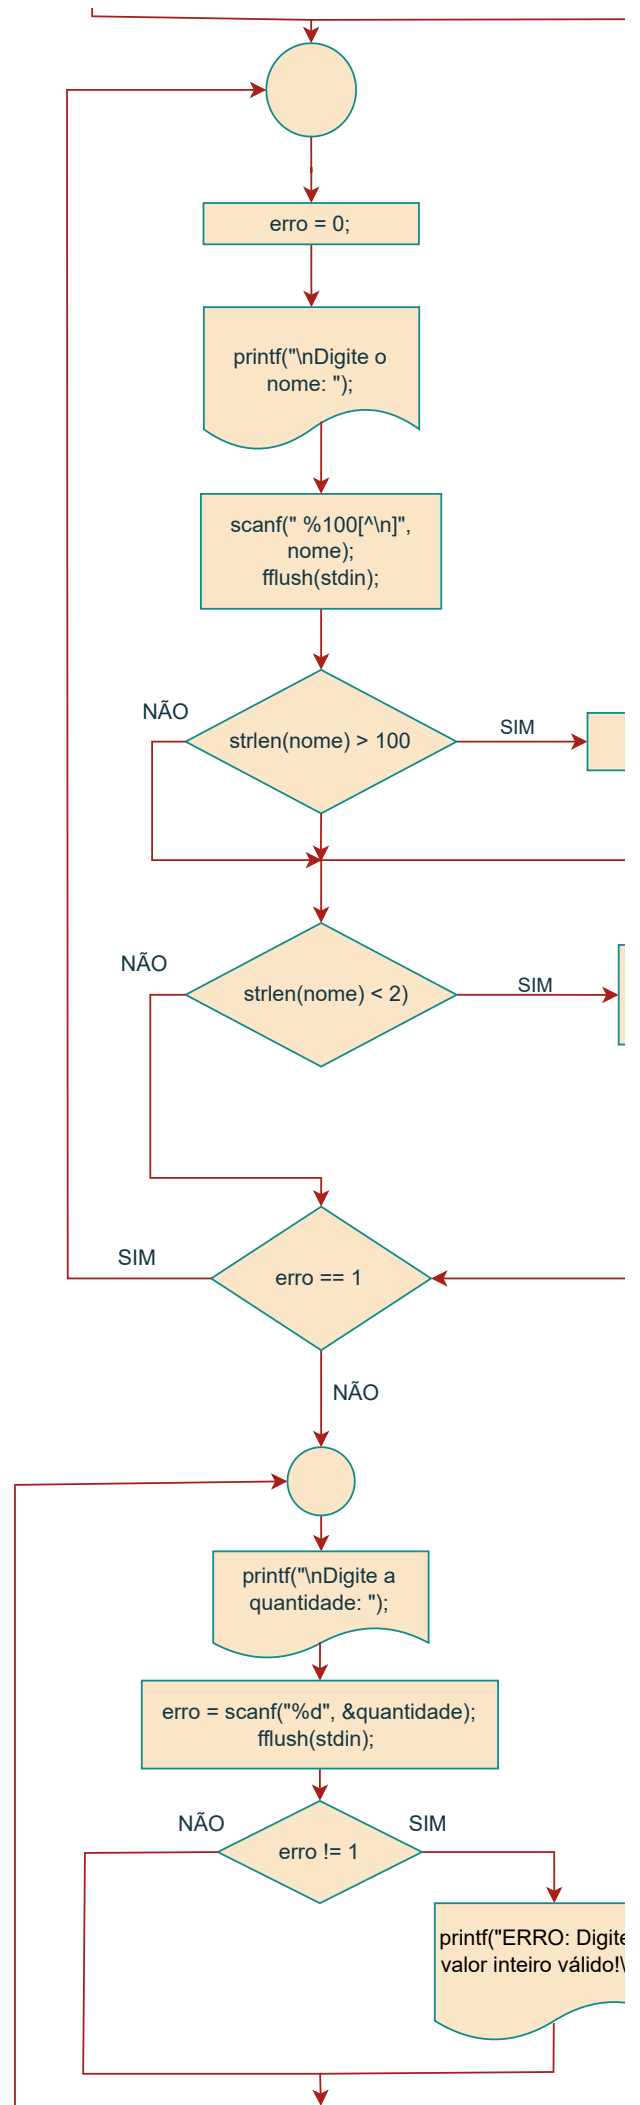 erro = 0;
printf("\nDigite o
nome: ");
scanf(" %100[^\n]",
nome);
fflush(stdin);
NÃO
strlen(nome) > 100
SIM
NÃO
strlen(nome) < 2)
SIM
SIM
erro == 1
NÃO
printf("\nDigite a
quantidade: ");
erro = scanf("%d", &quantidade);
fflush(stdin);
NÃO
SIM
erro != 1
printf("ERRO: Digite
valor inteiro válido!\